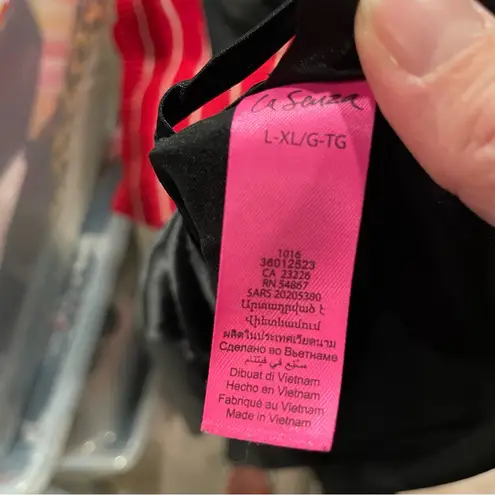 La Senza
L-XL/G-TG
1016
36012523
CA 23226
RN 54867
SARS 20205380
Արտադրված է
Վիետնամում
ผลิตในประเทศเวียดนาม
Сделано во Вьетнаме
صنع في فيتنام
Dibuat di Vietnam
Hecho en Vietnam
Fabriqué au Vietnam
Made in Vietnam